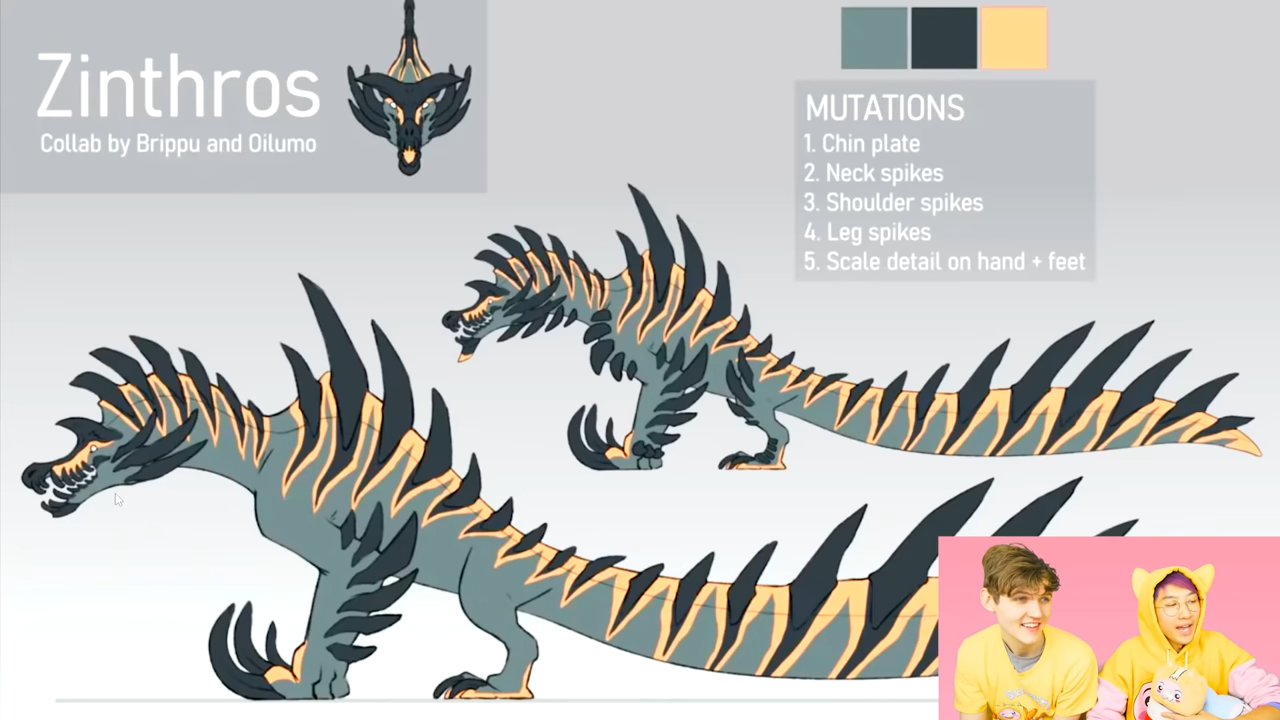 Zinthros
Collab by Brippu and Oilumo
MUTATIONS
1. Chin plate
2. Neck spikes
3. Shoulder spikes
4. Leg spikes
5. Scale detail on hand + feet